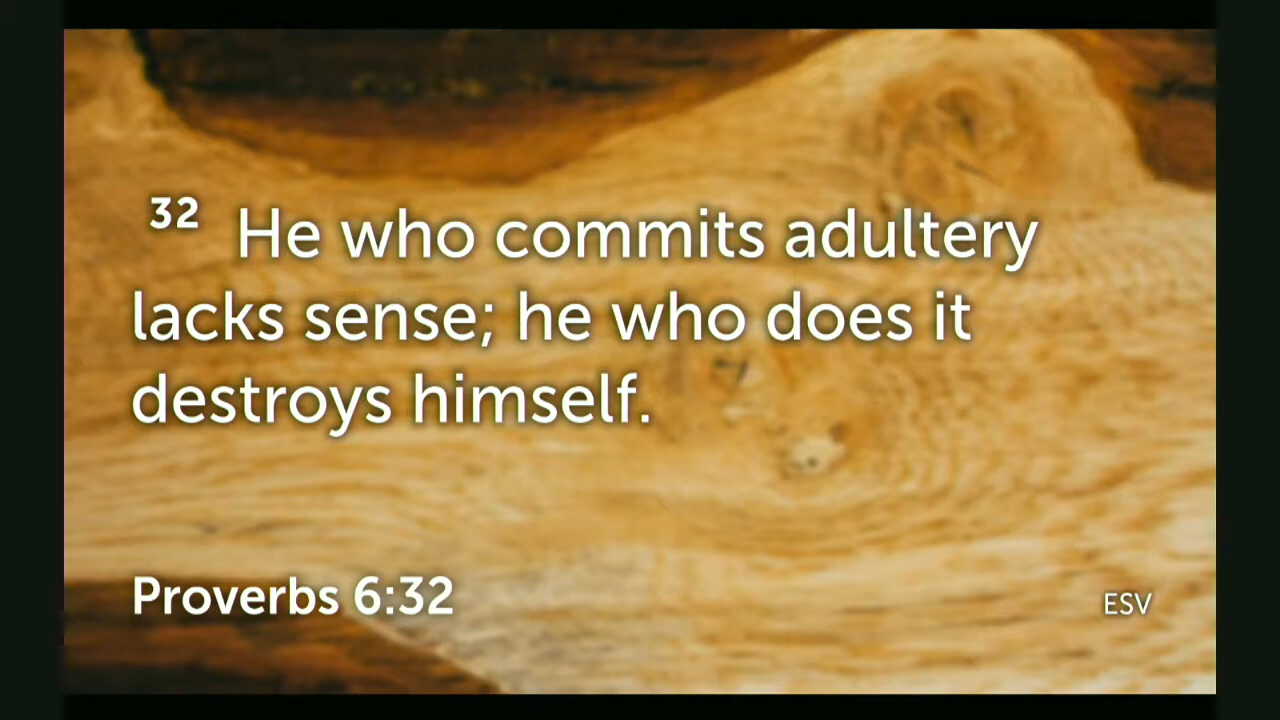 32 He who commits adultery
lacks sense; he who does it
destroys himself.
Proverbs 6:32
ESV